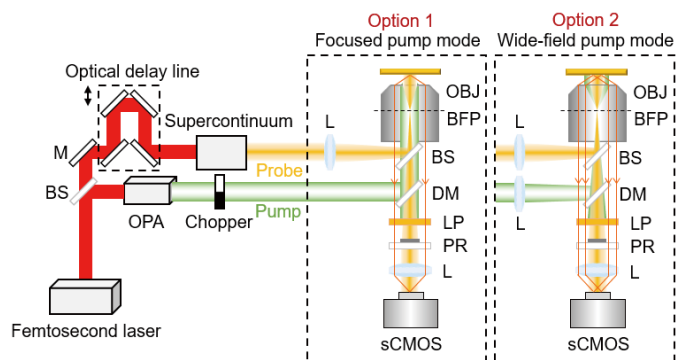 Option 1
Focused pump mode
Option 2
Wide-field pump mode
Optical delay line
Supercontinuum
M
BS
OPA
Chopper
Probe
Pump
Femtosecond laser
L
OBJ
BFP
BS
DM
LP
PR
L
sCMOS
L
L
OBJ
BFP
BS
DM
LP
PR
L
sCMOS